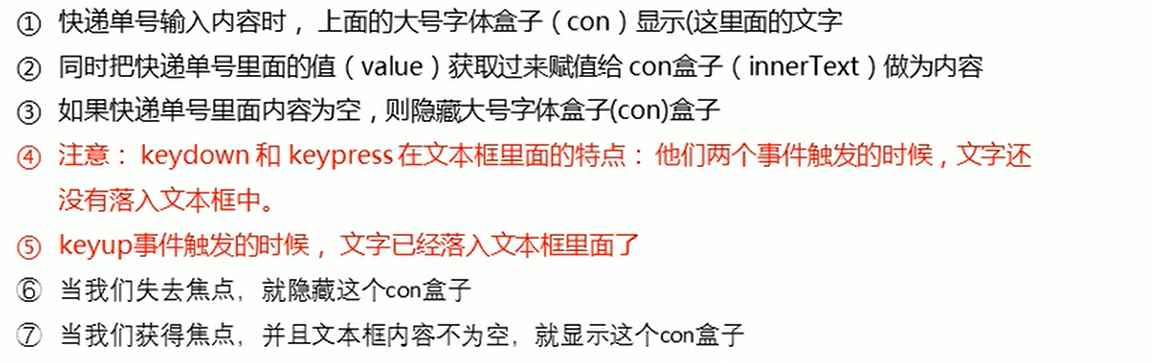 ① 快递单号输入内容时，上面的大号字体盒子（con）显示(这里面的文字
② 同时把快递单号里面的值（value）获取过来赋值给 con盒子（innerText）做为内容
③ 如果快递单号里面内容为空，则隐藏大号字体盒子(con)盒子
④ 注意：keydown 和 keypress 在文本框里面的特点：他们两个事件触发的时候，文字还
没有落入文本框中。
⑤ keyup事件触发的时候，文字已经落入文本框里面了
⑥ 当我们失去焦点，就隐藏这个con盒子
⑦ 当我们获得焦点，并且文本框内容不为空，就显示这个con盒子